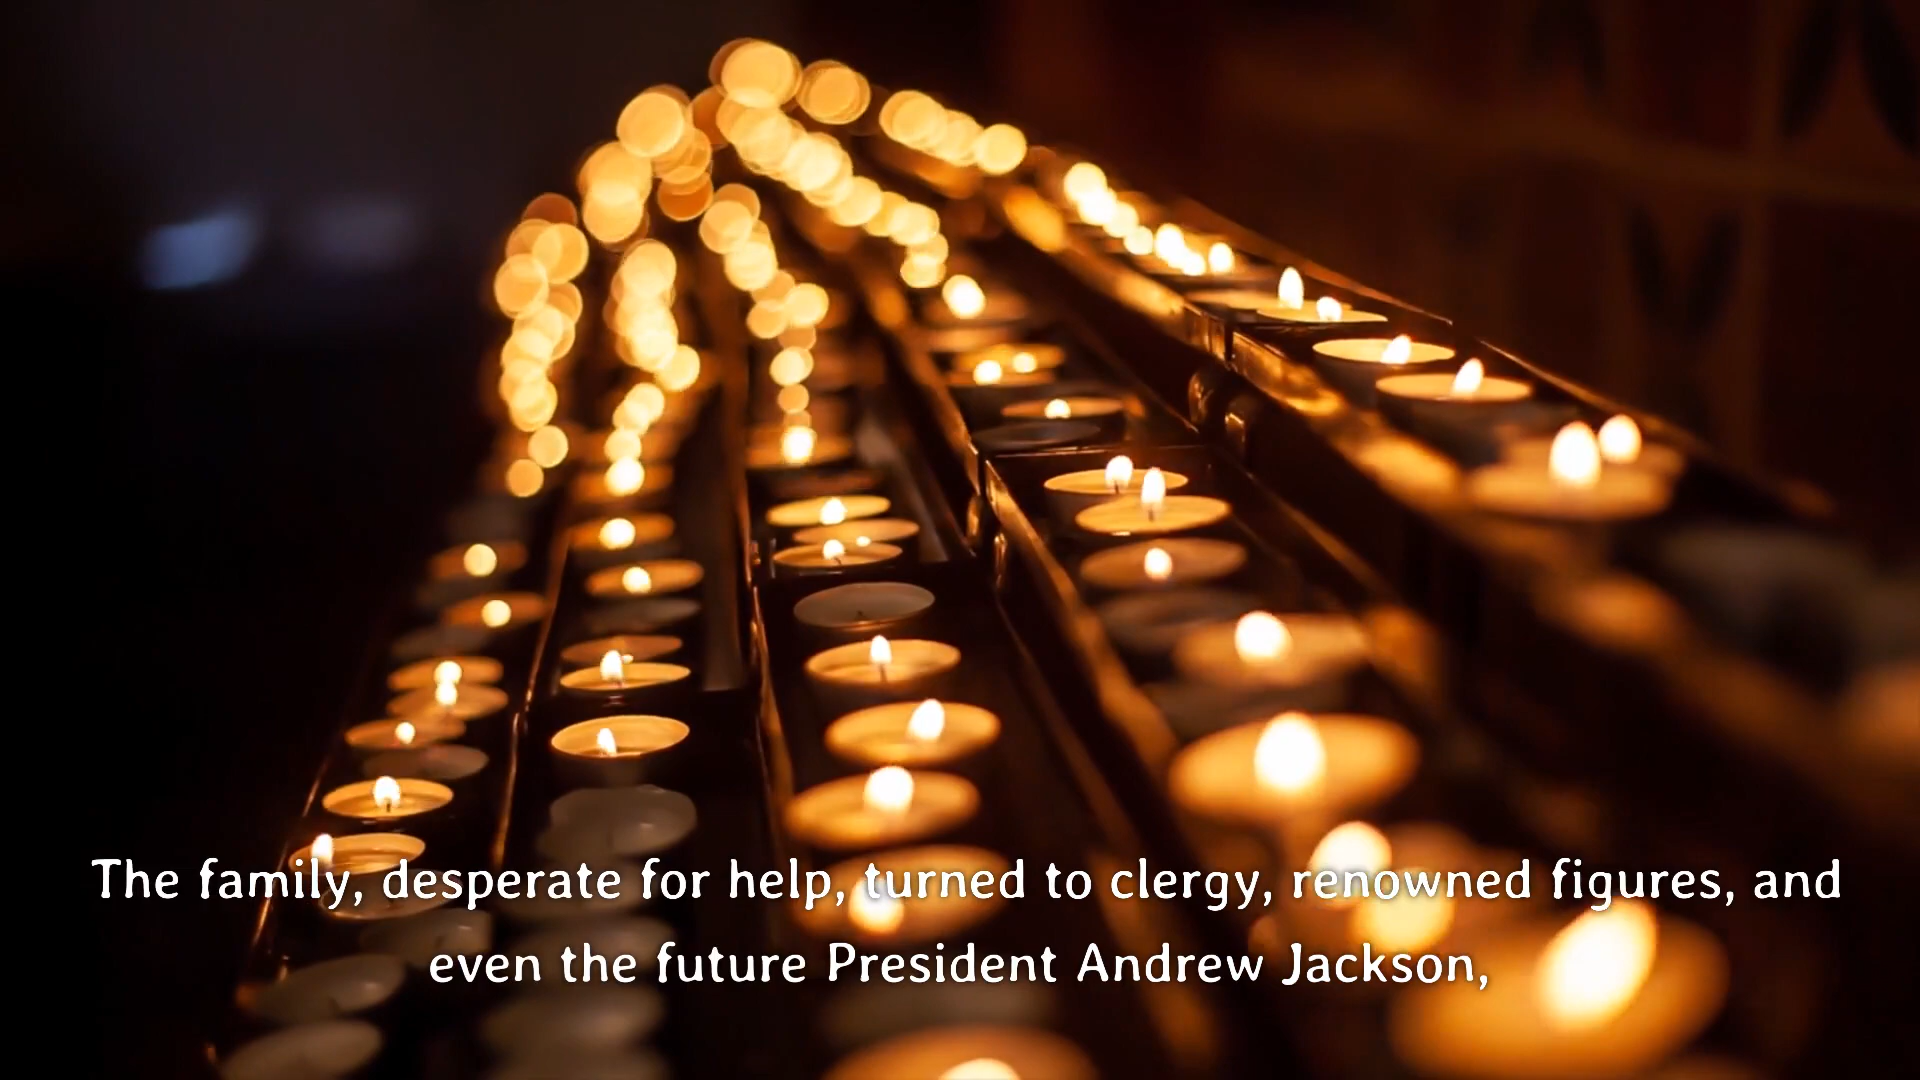 The family, desperate for help, turned to clergy, renowned figures, and
even the future President Andrew Jackson,